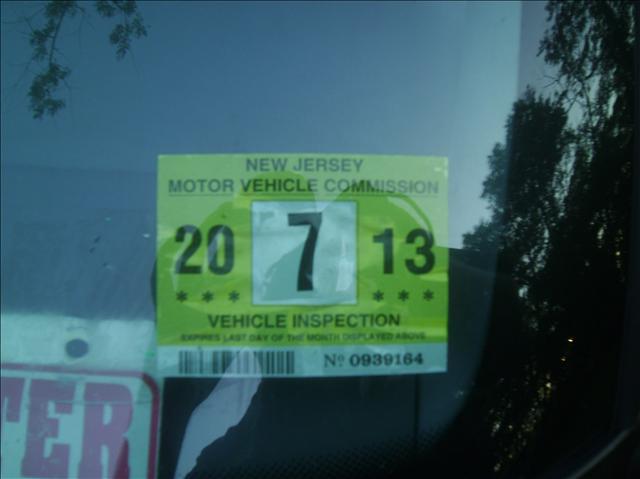 NEW JERSEY
MOTOR VEHICLE COMMISSION
20 7 13
* * * * * *
VEHICLE INSPECTION
EXPIRES LAST DAY OF THE MONTH DISPLAYED ABOVE
Nº 0939164
TER